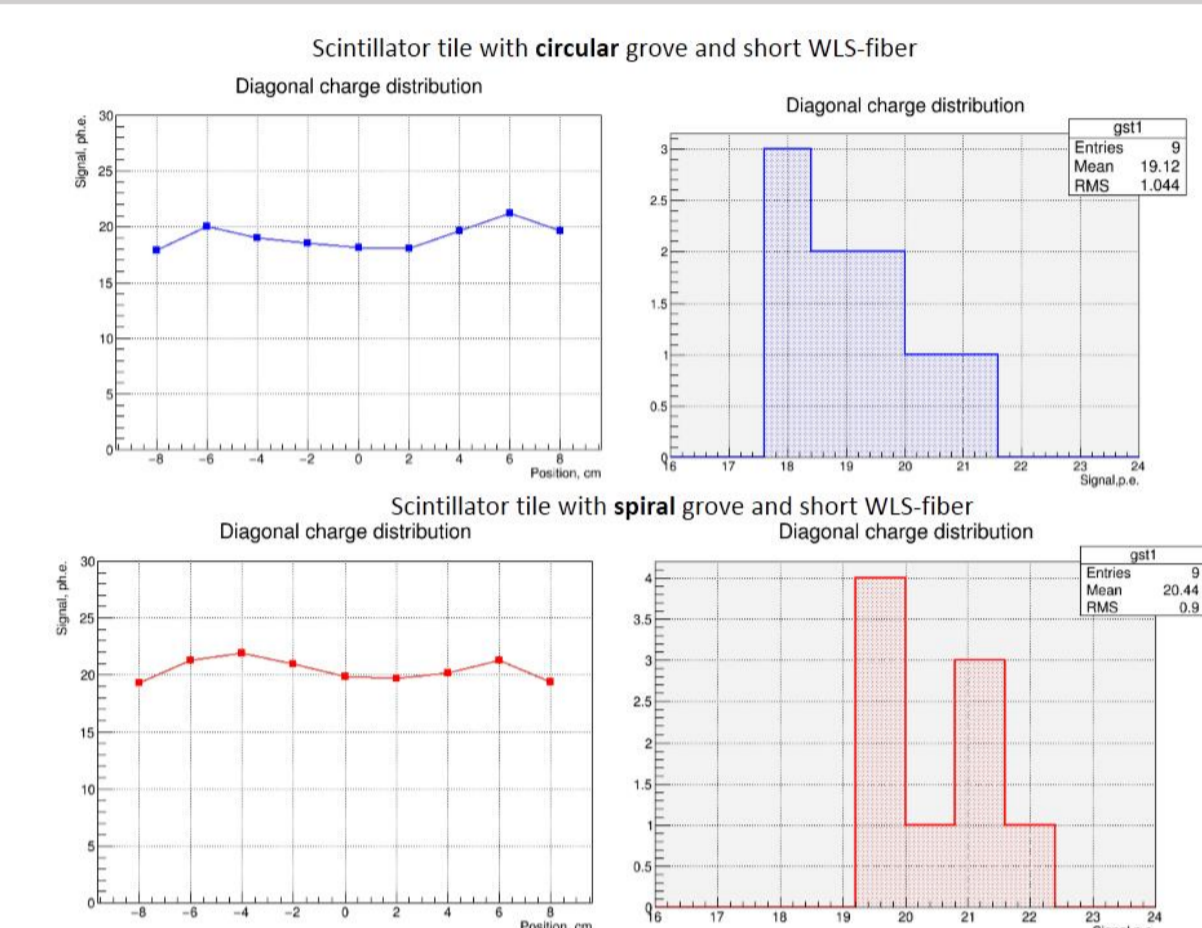 Scintillator tile with circular grove and short WLS-fiber
Diagonal charge distribution
Signal, ph.e.
30
25
20
15
10
5
0
−8 −6 −4 −2 0 2 4 6 8
Position, cm
Diagonal charge distribution
gst1
Entries 9
Mean 19.12
RMS 1.044
3
2.5
2
1.5
1
0.5
0
16 17 18 19 20 21 22 23 24
Signal,p.e.
Scintillator tile with spiral grove and short WLS-fiber
Diagonal charge distribution
Signal, ph.e.
30
25
20
15
10
5
0
−8 −6 −4 −2 0 2 4 6 8
Position, cm
Diagonal charge distribution
gst1
Entries 9
Mean 20.44
RMS 0.9
4
3.5
3
2.5
2
1.5
1
0.5
0
16 17 18 19 20 21 22 23 24